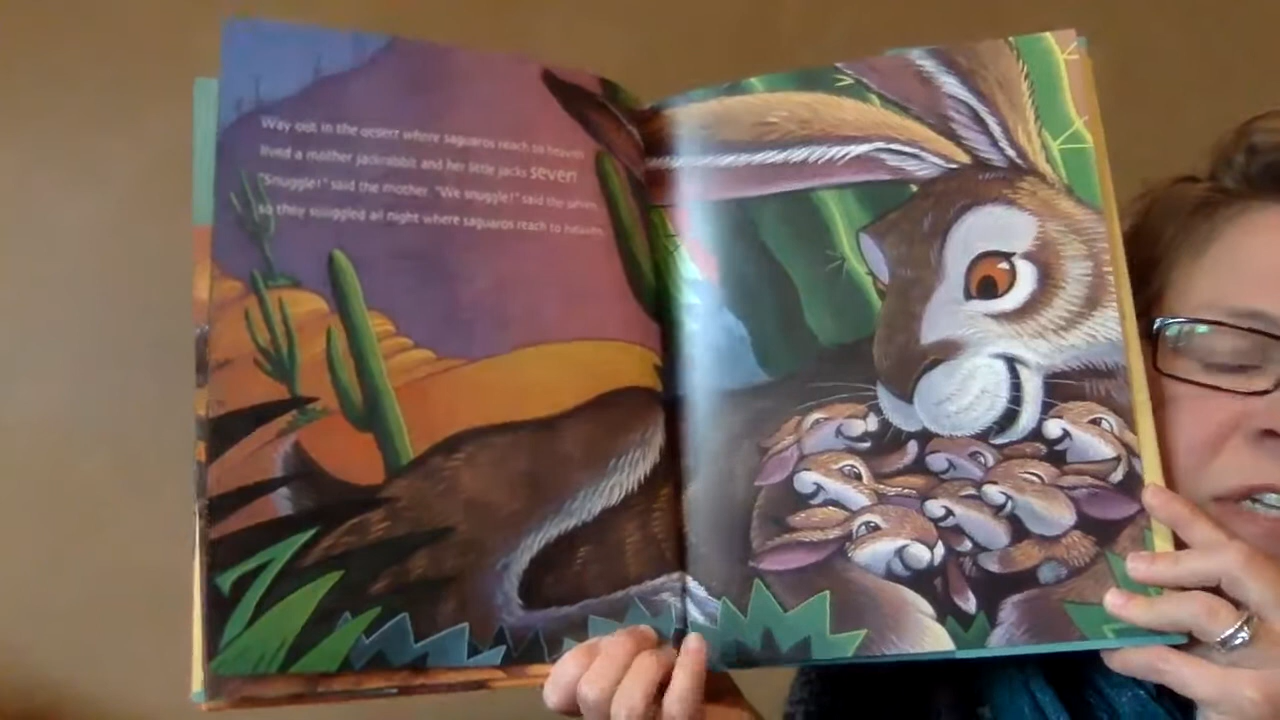 Way out in the desert where saguaros reach to heaven
lived a mother jackrabbit and her little jacks seven
"Snuggle!" said the mother. "We snuggle!" said the seven
so they snuggled all night where saguaros reach to heaven.